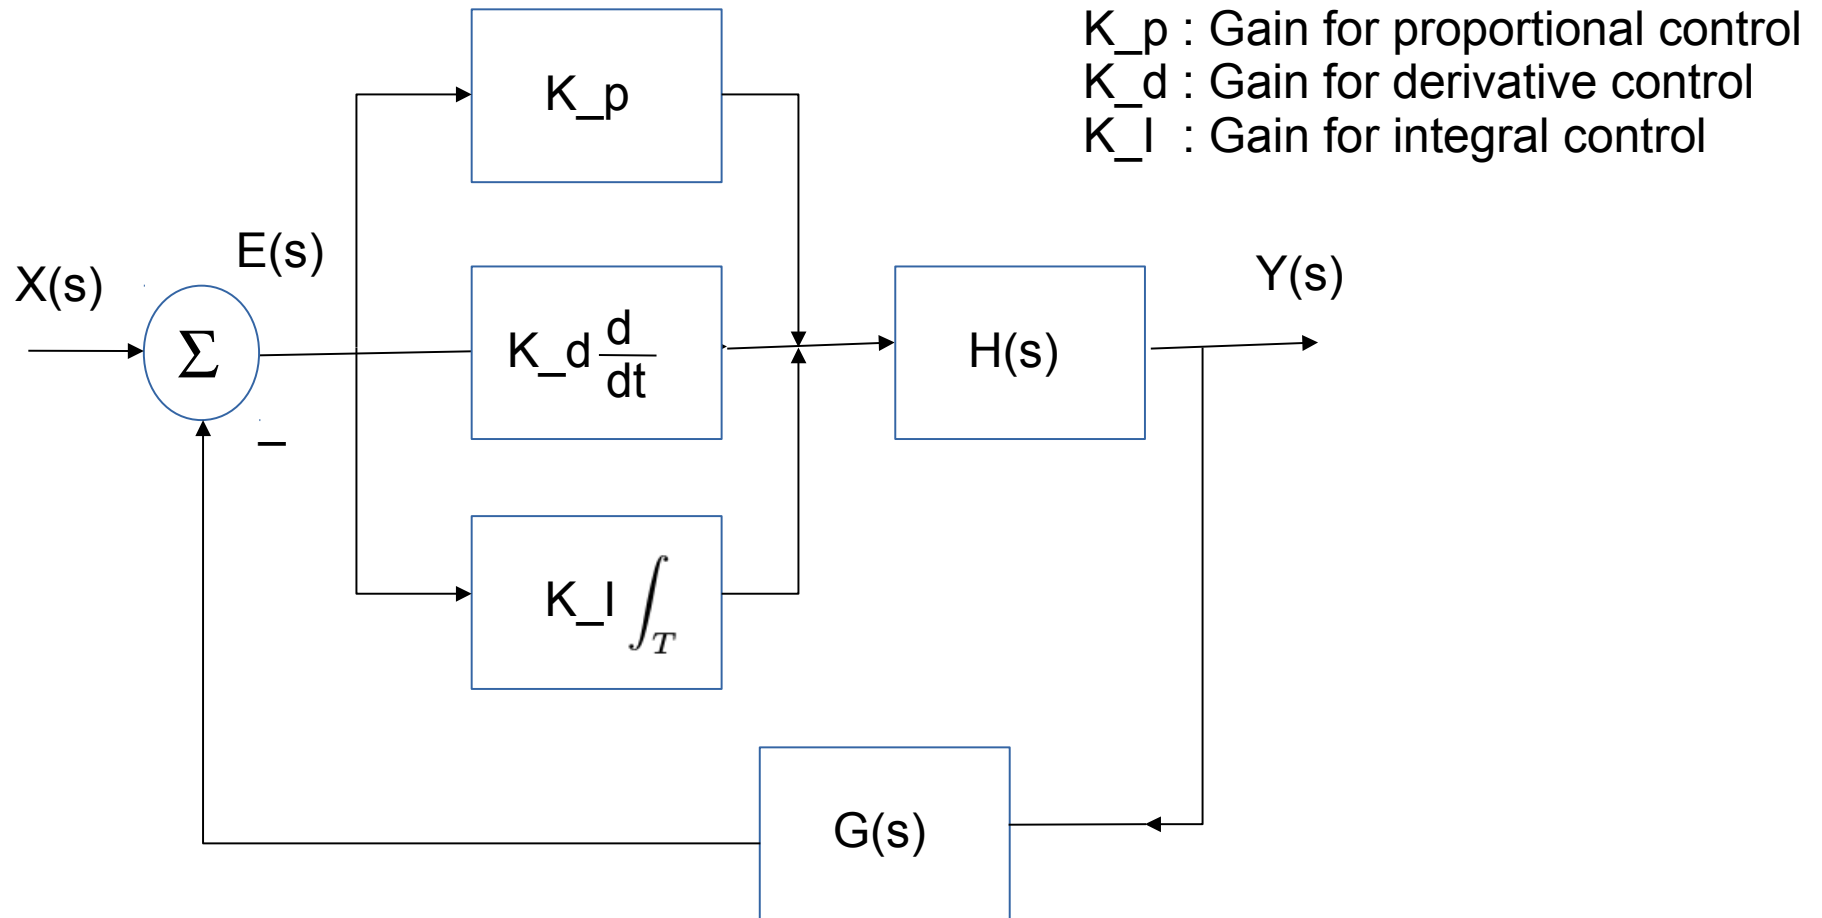 K_p : Gain for proportional control
K_d : Gain for derivative control
K_I : Gain for integral control
K_p
E(s)
X(s)
Σ
K_d d/dt
H(s)
Y(s)
_
K_I ∫_T
G(s)